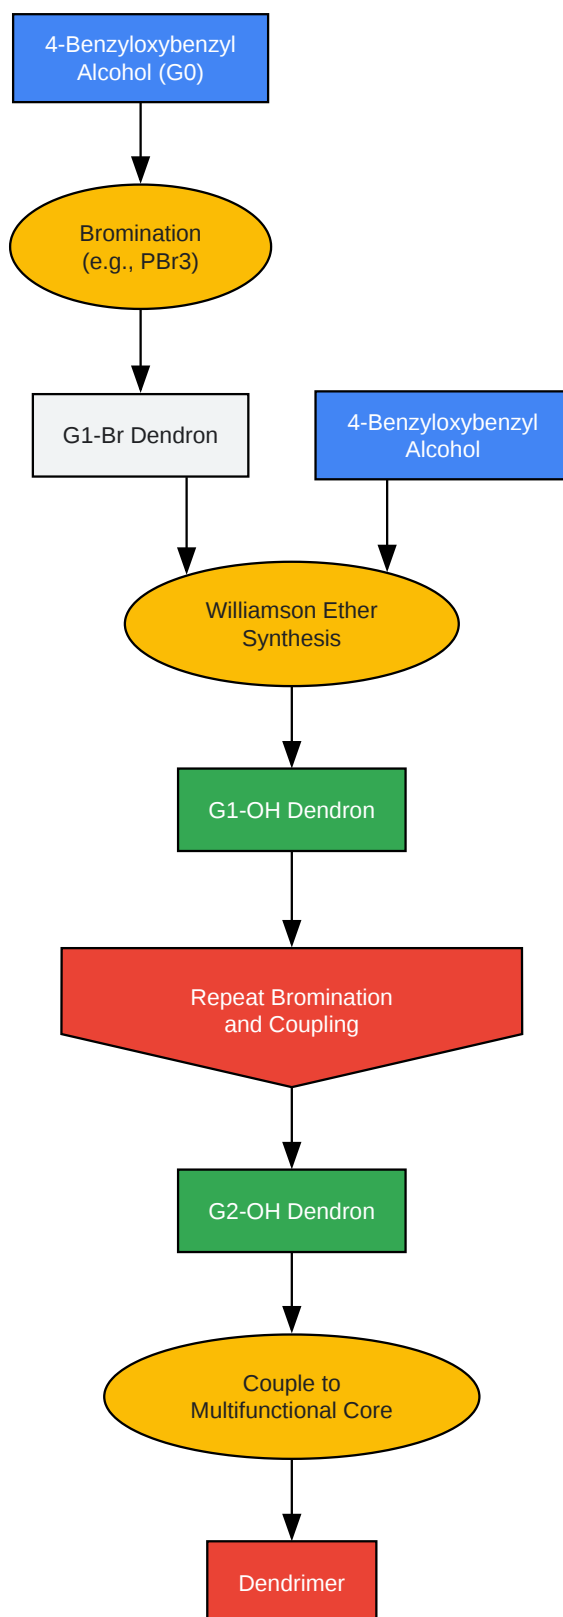 4-Benzyloxybenzyl
Alcohol (G0)
Bromination
(e.g., PBr3)
G1-Br Dendron
4-Benzyloxybenzyl
Alcohol
Williamson Ether
Synthesis
G1-OH Dendron
Repeat Bromination
and Coupling
G2-OH Dendron
Couple to
Multifunctional Core
Dendrimer